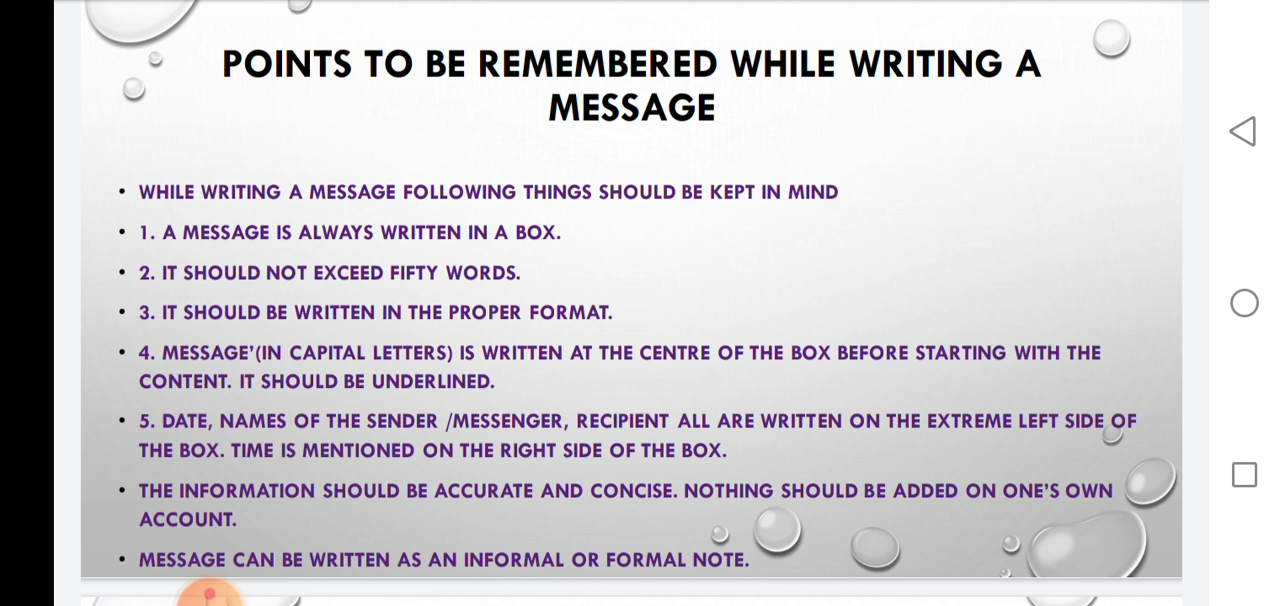 POINTS TO BE REMEMBERED WHILE WRITING A
MESSAGE
• WHILE WRITING A MESSAGE FOLLOWING THINGS SHOULD BE KEPT IN MIND
• 1. A MESSAGE IS ALWAYS WRITTEN IN A BOX.
• 2. IT SHOULD NOT EXCEED FIFTY WORDS.
• 3. IT SHOULD BE WRITTEN IN THE PROPER FORMAT.
• 4. MESSAGE’(IN CAPITAL LETTERS) IS WRITTEN AT THE CENTRE OF THE BOX BEFORE STARTING WITH THE
CONTENT. IT SHOULD BE UNDERLINED.
• 5. DATE, NAMES OF THE SENDER /MESSENGER, RECIPIENT ALL ARE WRITTEN ON THE EXTREME LEFT SIDE OF
THE BOX. TIME IS MENTIONED ON THE RIGHT SIDE OF THE BOX.
• THE INFORMATION SHOULD BE ACCURATE AND CONCISE. NOTHING SHOULD BE ADDED ON ONE’S OWN
ACCOUNT.
• MESSAGE CAN BE WRITTEN AS AN INFORMAL OR FORMAL NOTE.